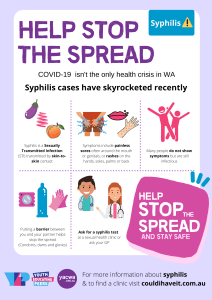 HELP STOP
THE SPREAD
Syphilis
COVID-19 isn't the only health crisis in WA
Syphilis cases have skyrocketed recently
Syphilis is a Sexually
Transmitted Infection
(STI) transmitted by skin-to-
skin contact
Symptoms include painless
sores often around the mouth
or genitals, or rashes on the
hands, soles, palms or back
Many people do not show
symptoms but are still
infectious
Putting a barrier between
you and your partner helps
stop the spread
(Condoms, dams and gloves)
Ask for a syphilis test
at a sexual health clinic or
ask your GP
HELP
STOP THE
SPREAD
AND STAY SAFE
YOUTH
EDUCATING
PEERS
yacwa
For more information about syphilis
& to find a clinic visit couldihaveit.com.au